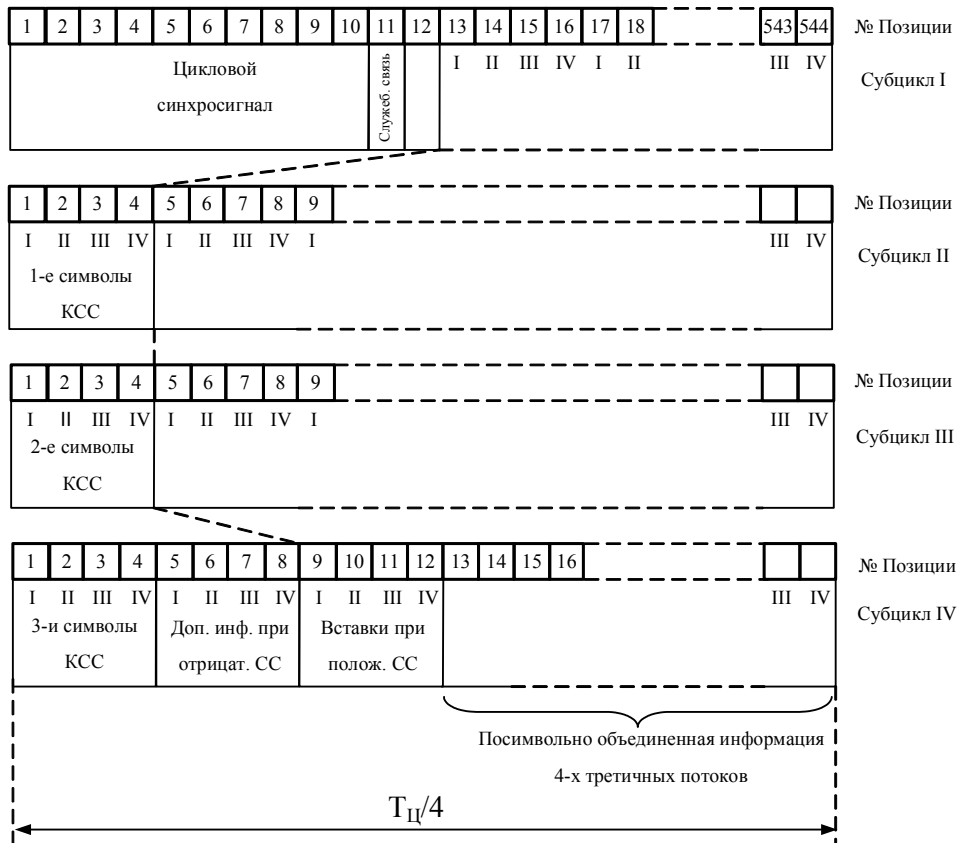 1 2 3 4 5 6 7 8 9 10 11 12 13 14 15 16 17 18 543 544 № Позиции
I II III IV I II III IV
Субцикл I
Цикловой
синхросигнал
Служеб. связь
1 2 3 4 5 6 7 8 9 № Позиции
I II III IV I II III IV I III IV
Субцикл II
1-е символы
КСС
1 2 3 4 5 6 7 8 9 № Позиции
I II III IV I II III IV I III IV
Субцикл III
2-е символы
КСС
1 2 3 4 5 6 7 8 9 10 11 12 13 14 15 16 № Позиции
I II III IV I II III IV I II III IV III IV
Субцикл IV
3-и символы
КСС
Доп. инф. при
отрицат. СС
Вставки при
полож. СС
Посимвольно объединенная информация
4-х третичных потоков
TЦ/4